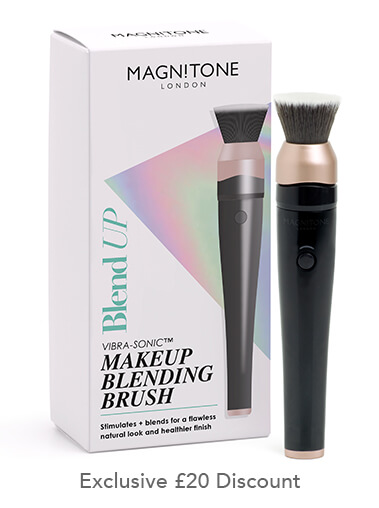 MAGN!TONE
LONDON
Blend UP
VIBRA-SONIC™
MAKEUP
BLENDING
BRUSH
Stimulates + blends for a flawless
natural look and healthier finish
MAGNITONE
Exclusive £20 Discount